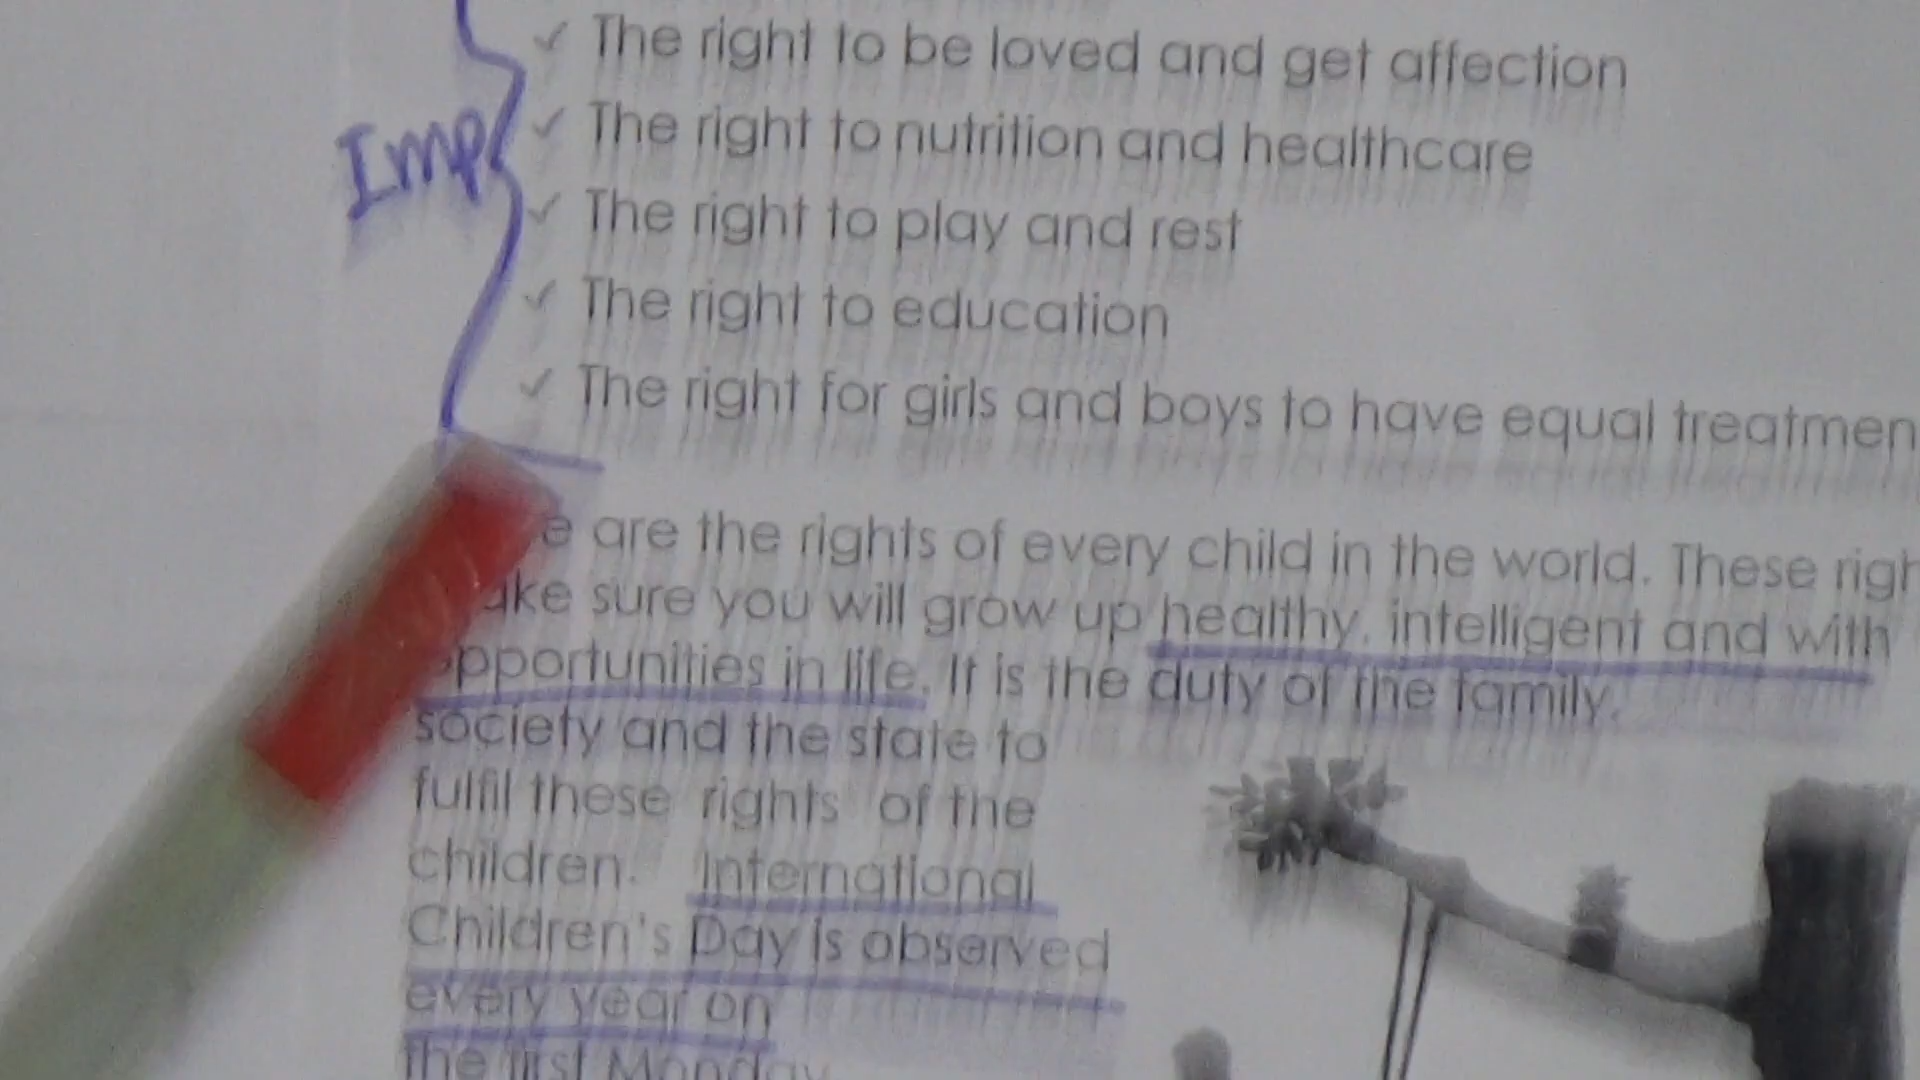 The right to be loved and get affection
The right to nutrition and healthcare
Imp
The right to play and rest
The right to education
The right for girls and boys to have equal treatmen
e are the rights of every child in the world. These righ
ake sure you will grow up healthy, intelligent and with
pportunities in life. It is the duty of the family,
society and the state to
fulfil these rights of the
children. International
Children's Day is observed
every year on
the first Monday